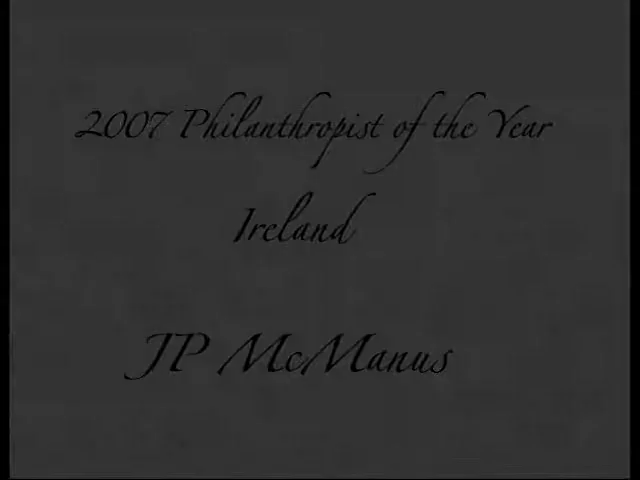 2007 Philanthropist of the Year
Ireland
JP McManus